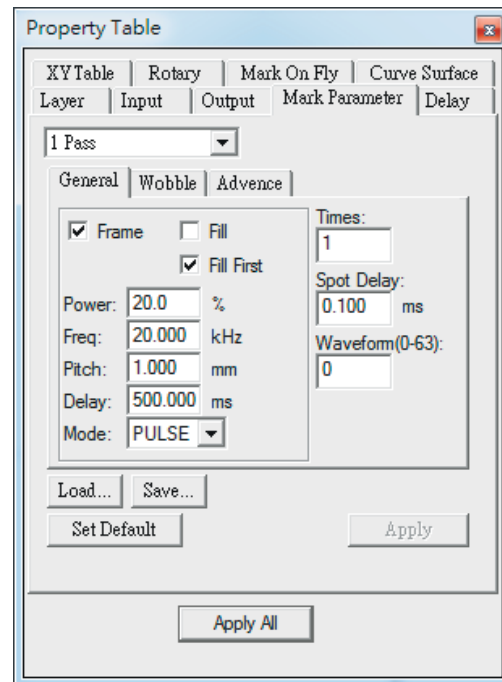 Property Table
XY Table Rotary Mark On Fly Curve Surface
Layer Input Output Mark Parameter Delay
1 Pass
General Wobble Advence
Frame Fill
Fill First
Power: 20.0 %
Freq: 20.000 kHz
Pitch: 1.000 mm
Delay: 500.000 ms
Mode: PULSE
Times:
1
Spot Delay:
0.100 ms
Waveform(0-63):
0
Load... Save...
Set Default Apply
Apply All